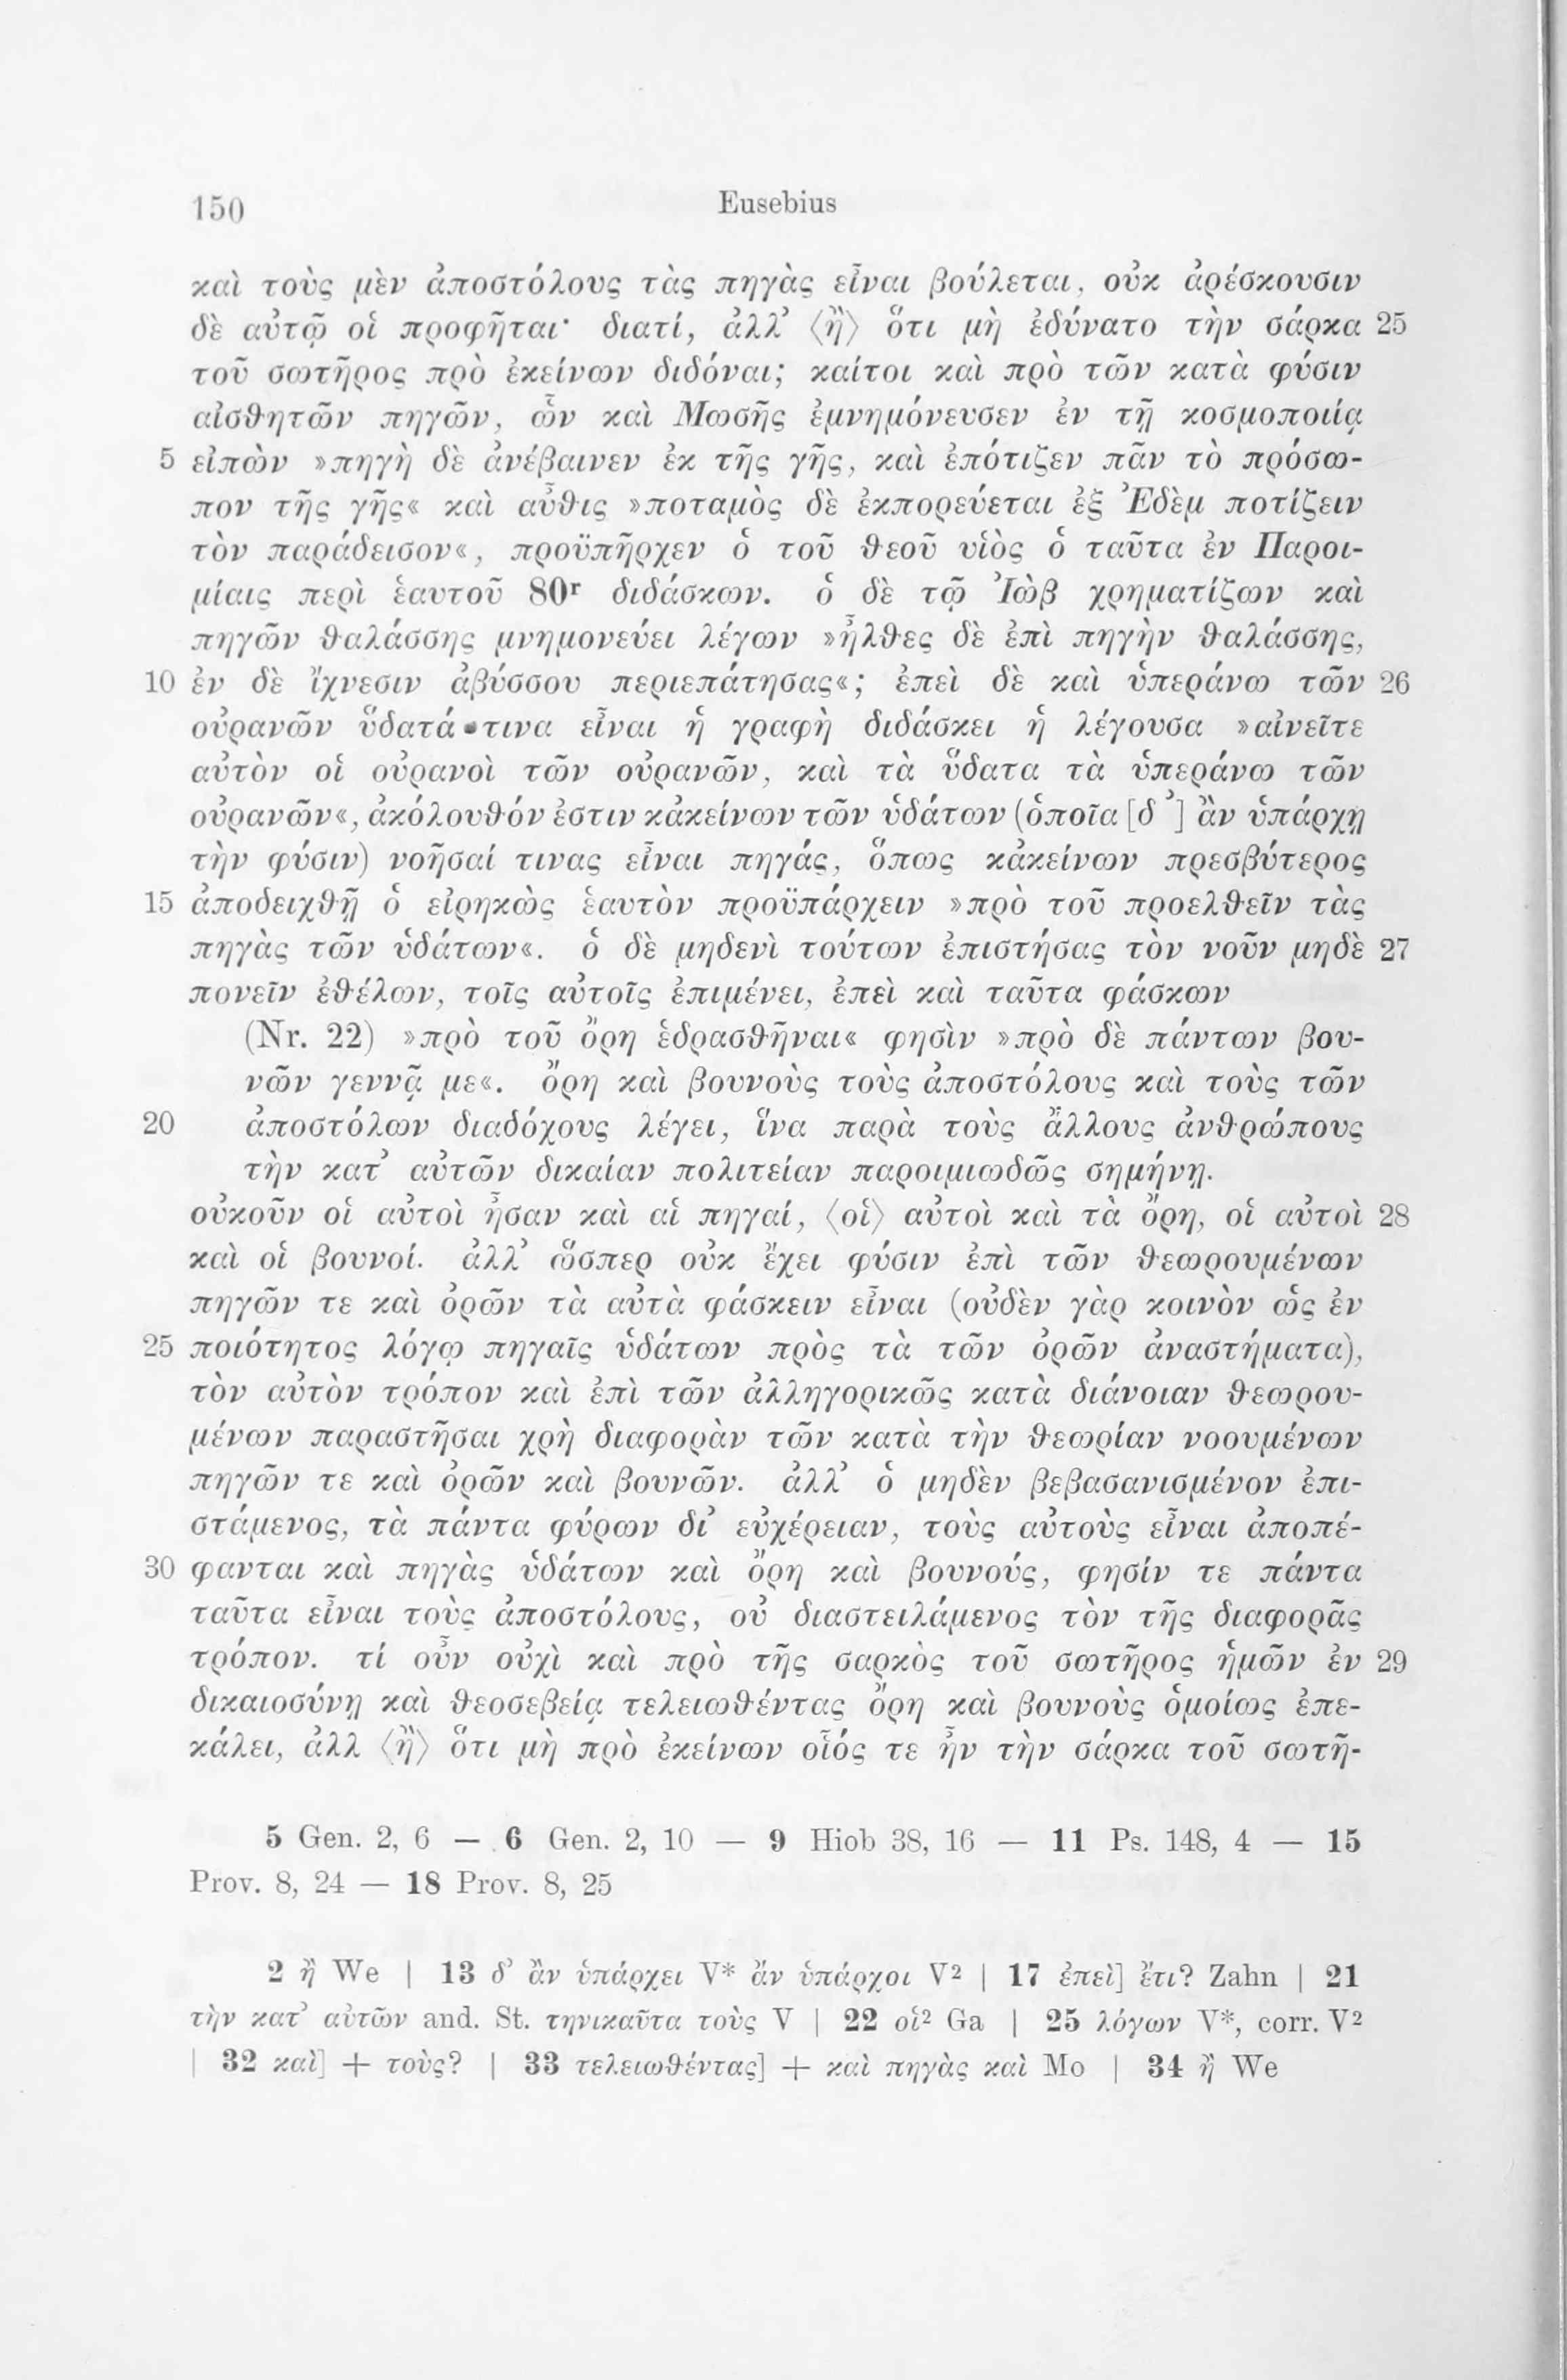 150 Eusebius
καὶ τοὺς μὲν ἀποστόλους τὰς πηγὰς εἶναι βούλεται, οὐκ ἀρέσκουσιν
δὲ αὐτῷ οἱ προφῆται· διατί, ἀλλ᾽ ⟨ἢ⟩ ὅτι μὴ ἐδύνατο τὴν σάρκα 25
τοῦ σωτῆρος πρὸ ἐκείνων διδόναι; καίτοι καὶ πρὸ τῶν κατὰ φύσιν
αἰσθητῶν πηγῶν, ὧν καὶ Μωσῆς ἐμνημόνευσεν ἐν τῇ κοσμοποιίᾳ
5 εἰπὼν »πηγὴ δὲ ἀνέβαινεν ἐκ τῆς γῆς, καὶ ἐπότιζεν πᾶν τὸ πρόσω-
πον τῆς γῆς« καὶ αὖθις »ποταμὸς δὲ ἐκπορεύεται ἐξ Ἐδὲμ ποτίζειν
τὸν παράδεισον«, προϋπῆρχεν ὁ τοῦ θεοῦ υἱὸς ὁ ταῦτα ἐν Παροι-
μίαις περὶ ἑαυτοῦ 80r διδάσκων. ὁ δὲ τῷ Ἰὼβ χρηματίζων καὶ
πηγῶν θαλάσσης μνημονεύει λέγων »ἦλθες δὲ ἐπὶ πηγὴν θαλάσσης,
10 ἐν δὲ ἴχνεσιν ἀβύσσου περιεπάτησας«; ἐπεὶ δὲ καὶ ὑπεράνω τῶν 26
οὐρανῶν ὕδατά τινα εἶναι ἡ γραφὴ διδάσκει ἡ λέγουσα »αἰνεῖτε
αὐτὸν οἱ οὐρανοὶ τῶν οὐρανῶν, καὶ τὰ ὕδατα τὰ ὑπεράνω τῶν
οὐρανῶν«, ἀκόλουθόν ἐστιν κἀκείνων τῶν ὑδάτων (ὁποῖα [δ᾽] ἂν ὑπάρχῃ
τὴν φύσιν) νοῆσαί τινας εἶναι πηγάς, ὅπως κἀκείνων πρεσβύτερος
15 ἀποδειχθῇ ὁ εἰρηκὼς ἑαυτὸν προϋπάρχειν »πρὸ τοῦ προελθεῖν τὰς
πηγὰς τῶν ὑδάτων«. ὁ δὲ μηδενὶ τούτων ἐπιστήσας τὸν νοῦν μηδὲ 27
πονεῖν ἐθέλων, τοῖς αὐτοῖς ἐπιμένει, ἐπεὶ καὶ ταῦτα φάσκων
(Nr. 22) »πρὸ τοῦ ὄρη ἑδρασθῆναι« φησὶν »πρὸ δὲ πάντων βου-
νῶν γεννᾷ με«. ὄρη καὶ βουνοὺς τοὺς ἀποστόλους καὶ τοὺς τῶν
20 ἀποστόλων διαδόχους λέγει, ἵνα παρὰ τοὺς ἄλλους ἀνθρώπους
τὴν κατ᾽ αὐτῶν δικαίαν πολιτείαν παροιμιωδῶς σημήνῃ.
οὐκοῦν οἱ αὐτοὶ ἦσαν καὶ αἱ πηγαί, ⟨οἱ⟩ αὐτοὶ καὶ τὰ ὄρη, οἱ αὐτοὶ 28
καὶ οἱ βουνοί. ἀλλ᾽ ὥσπερ οὐκ ἔχει φύσιν ἐπὶ τῶν θεωρουμένων
πηγῶν τε καὶ ὀρῶν τὰ αὐτὰ φάσκειν εἶναι (οὐδὲν γὰρ κοινὸν ὡς ἐν
25 ποιότητος λόγῳ πηγαῖς ὑδάτων πρὸς τὰ τῶν ὀρῶν ἀναστήματα),
τὸν αὐτὸν τρόπον καὶ ἐπὶ τῶν ἀλληγορικῶς κατὰ διάνοιαν θεωρου-
μένων παραστῆσαι χρὴ διαφορὰν τῶν κατὰ τὴν θεωρίαν νοουμένων
πηγῶν τε καὶ ὀρῶν καὶ βουνῶν. ἀλλ᾽ ὁ μηδὲν βεβασανισμένον ἐπι-
στάμενος, τὰ πάντα φύρων δι᾽ εὐχέρειαν, τοὺς αὐτοὺς εἶναι ἀποπέ-
30 φανται καὶ πηγὰς ὑδάτων καὶ ὄρη καὶ βουνούς, φησίν τε πάντα
ταῦτα εἶναι τοὺς ἀποστόλους, οὐ διαστειλάμενος τὸν τῆς διαφορᾶς
τρόπον. τί οὖν οὐχὶ καὶ πρὸ τῆς σαρκὸς τοῦ σωτῆρος ἡμῶν ἐν 29
δικαιοσύνῃ καὶ θεοσεβείᾳ τελειωθέντας ὄρη καὶ βουνοὺς ὁμοίως ἐπε-
κάλει, ἀλλ ⟨ἢ⟩ ὅτι μὴ πρὸ ἐκείνων οἷός τε ἦν τὴν σάρκα τοῦ σωτῆ-
5 Gen. 2, 6 — 6 Gen. 2, 10 — 9 Hiob 38, 16 — 11 Ps. 148, 4 — 15
Prov. 8, 24 — 18 Prov. 8, 25
2 ἢ We | 13 δ᾽ ἂν ὑπάρχει V* ἂν ὑπάρχοι V2 | 17 ἐπεὶ] ἔτι? Zahn | 21
τὴν κατ᾽ αὐτῶν and. St. τηνικαῦτα τοὺς V | 22 οἱ2 Ga | 25 λόγων V*, corr. V2
| 32 καὶ] + τοὺς? | 33 τελειωθέντας] + καὶ πηγὰς καὶ Mo | 34 ἢ We